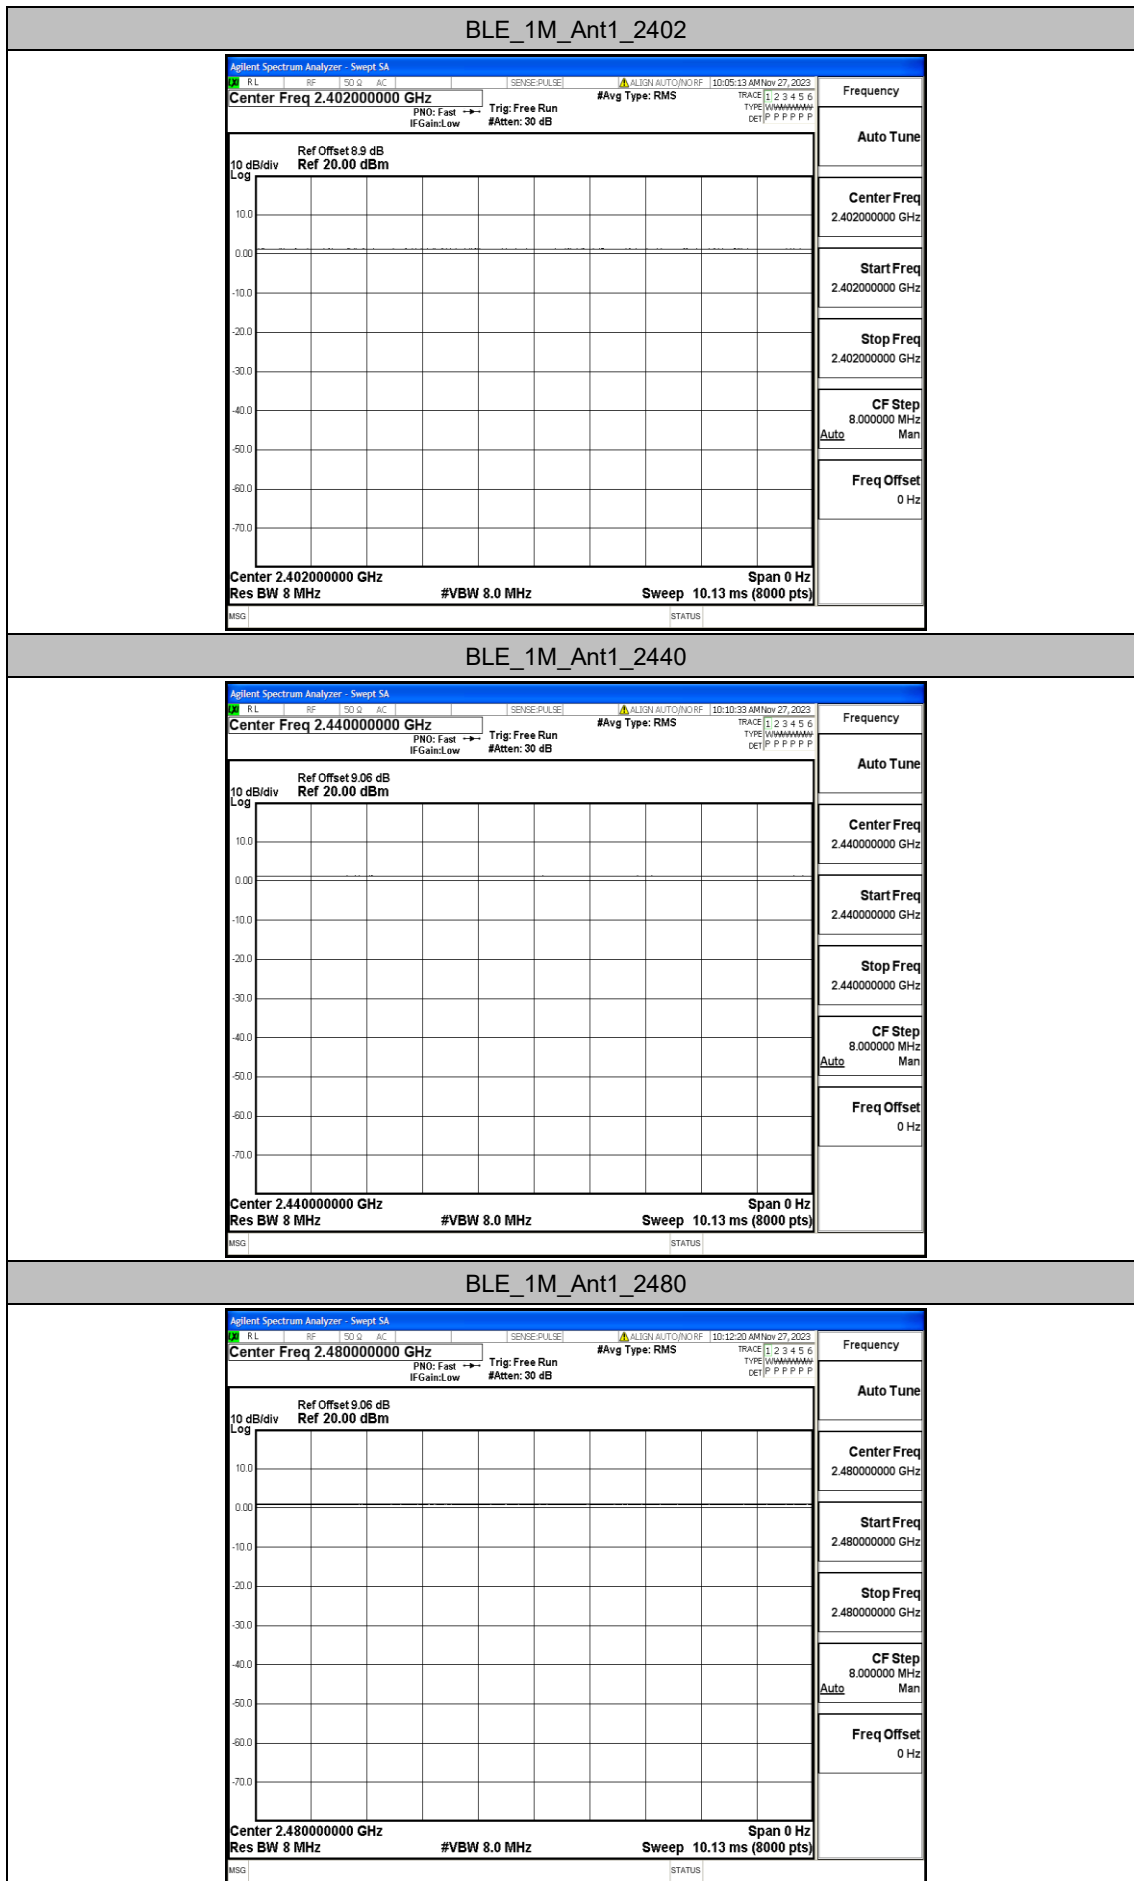 BLE_1M_Ant1_2402
Agilent Spectrum Analyzer - Swept SA
RL RF 50 Ω AC SENSE:PULSE ALIGN AUTO/NO RF 10:05:13 AM Nov 27, 2023
Center Freq 2.402000000 GHz #Avg Type: RMS TRACE 1 2 3 4 5 6
PNO: Fast Trig: Free Run TYPE
IFGain:Low #Atten: 30 dB DET P P P P P P
Ref Offset 8.9 dB
10 dB/div Ref 20.00 dBm
Log
10.0
0.00
-10.0
-20.0
-30.0
-40.0
-50.0
-60.0
-70.0
Center 2.402000000 GHz Span 0 Hz
Res BW 8 MHz #VBW 8.0 MHz Sweep 10.13 ms (8000 pts)
MSG STATUS
Frequency
Auto Tune
Center Freq
2.402000000 GHz
Start Freq
2.402000000 GHz
Stop Freq
2.402000000 GHz
CF Step
8.000000 MHz
Auto Man
Freq Offset
0 Hz
BLE_1M_Ant1_2440
Agilent Spectrum Analyzer - Swept SA
RL RF 50 Ω AC SENSE:PULSE ALIGN AUTO/NO RF 10:10:33 AM Nov 27, 2023
Center Freq 2.440000000 GHz #Avg Type: RMS TRACE 1 2 3 4 5 6
PNO: Fast Trig: Free Run TYPE
IFGain:Low #Atten: 30 dB DET P P P P P P
Ref Offset 9.06 dB
10 dB/div Ref 20.00 dBm
Log
10.0
0.00
-10.0
-20.0
-30.0
-40.0
-50.0
-60.0
-70.0
Center 2.440000000 GHz Span 0 Hz
Res BW 8 MHz #VBW 8.0 MHz Sweep 10.13 ms (8000 pts)
MSG STATUS
Frequency
Auto Tune
Center Freq
2.440000000 GHz
Start Freq
2.440000000 GHz
Stop Freq
2.440000000 GHz
CF Step
8.000000 MHz
Auto Man
Freq Offset
0 Hz
BLE_1M_Ant1_2480
Agilent Spectrum Analyzer - Swept SA
RL RF 50 Ω AC SENSE:PULSE ALIGN AUTO/NO RF 10:12:20 AM Nov 27, 2023
Center Freq 2.480000000 GHz #Avg Type: RMS TRACE 1 2 3 4 5 6
PNO: Fast Trig: Free Run TYPE
IFGain:Low #Atten: 30 dB DET P P P P P P
Ref Offset 9.06 dB
10 dB/div Ref 20.00 dBm
Log
10.0
0.00
-10.0
-20.0
-30.0
-40.0
-50.0
-60.0
-70.0
Center 2.480000000 GHz Span 0 Hz
Res BW 8 MHz #VBW 8.0 MHz Sweep 10.13 ms (8000 pts)
MSG STATUS
Frequency
Auto Tune
Center Freq
2.480000000 GHz
Start Freq
2.480000000 GHz
Stop Freq
2.480000000 GHz
CF Step
8.000000 MHz
Auto Man
Freq Offset
0 Hz